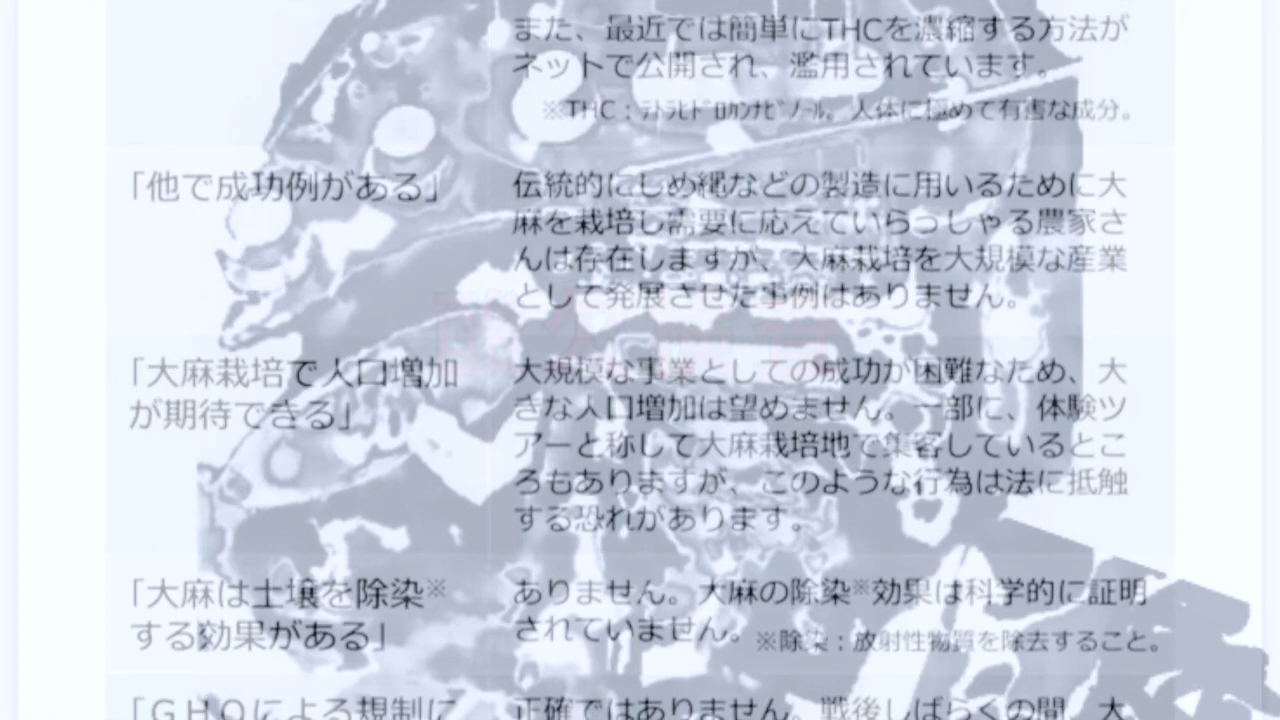 また、最近では簡単にTHCを濃縮する方法が
ネットで公開され、濫用されています。
※THC：ﾃﾄﾗﾋﾄﾞﾛｶﾝﾅﾋﾞﾉｰﾙ。人体に極めて有害な成分。
「他で成功例がある」
伝統的にしめ縄などの製造に用いるために大
麻を栽培し需要に応えていらっしゃる農家さ
んは存在しますが、大麻栽培を大規模な産業
として発展させた事例はありません。
「大麻栽培で人口増加
が期待できる」
大規模な事業としての成功が困難なため、大
きな人口増加は望めません。一部に、体験ツ
アーと称して大麻栽培地で集客しているとこ
ろもありますが、このような行為は法に抵触
する恐れがあります。
「大麻は土壌を除染※
する効果がある」
ありません。大麻の除染※効果は科学的に証明
されていません。※除染：放射性物質を除去すること。
「ＧＨＱによる規制に
正確ではありません。戦後しばらくの間、大